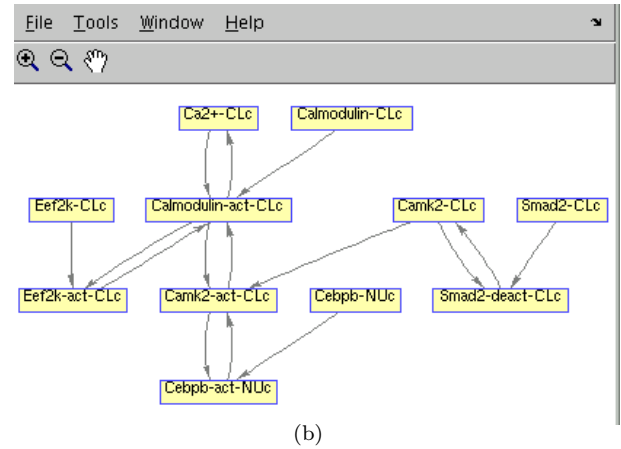 File Tools Window Help
Ca2+-CLc Calmodulin-CLc
Eef2k-CLc Calmodulin-act-CLc Camk2-CLc Smad2-CLc
Eef2k-act-CLc Camk2-act-CLc Cebpb-NUc Smad2-deact-CLc
Cebpb-act-NUc
(b)